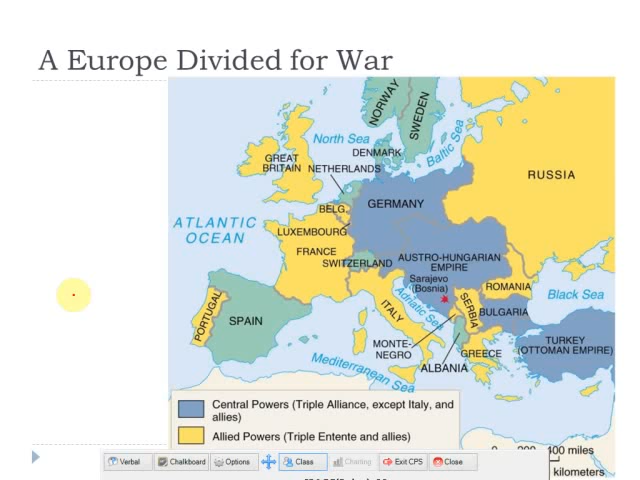 A Europe Divided for War
NORWAY
SWEDEN
North Sea
Baltic Sea
DENMARK
GREAT
BRITAIN
NETHERLANDS
RUSSIA
BELG.
GERMANY
ATLANTIC
OCEAN
LUXEMBOURG
FRANCE
SWITZERLAND
AUSTRO-HUNGARIAN
EMPIRE
Sarajevo
(Bosnia)
ROMANIA
Black Sea
PORTUGAL
SPAIN
ITALY
Adriatic Sea
SERBIA
BULGARIA
MONTE-
NEGRO
ALBANIA
GREECE
TURKEY
(OTTOMAN EMPIRE)
Mediterranean Sea
Central Powers (Triple Alliance, except Italy, and
allies)
Allied Powers (Triple Entente and allies)
0 200 400 miles
kilometers
Verbal Chalkboard Options Class Charting Exit CPS Close